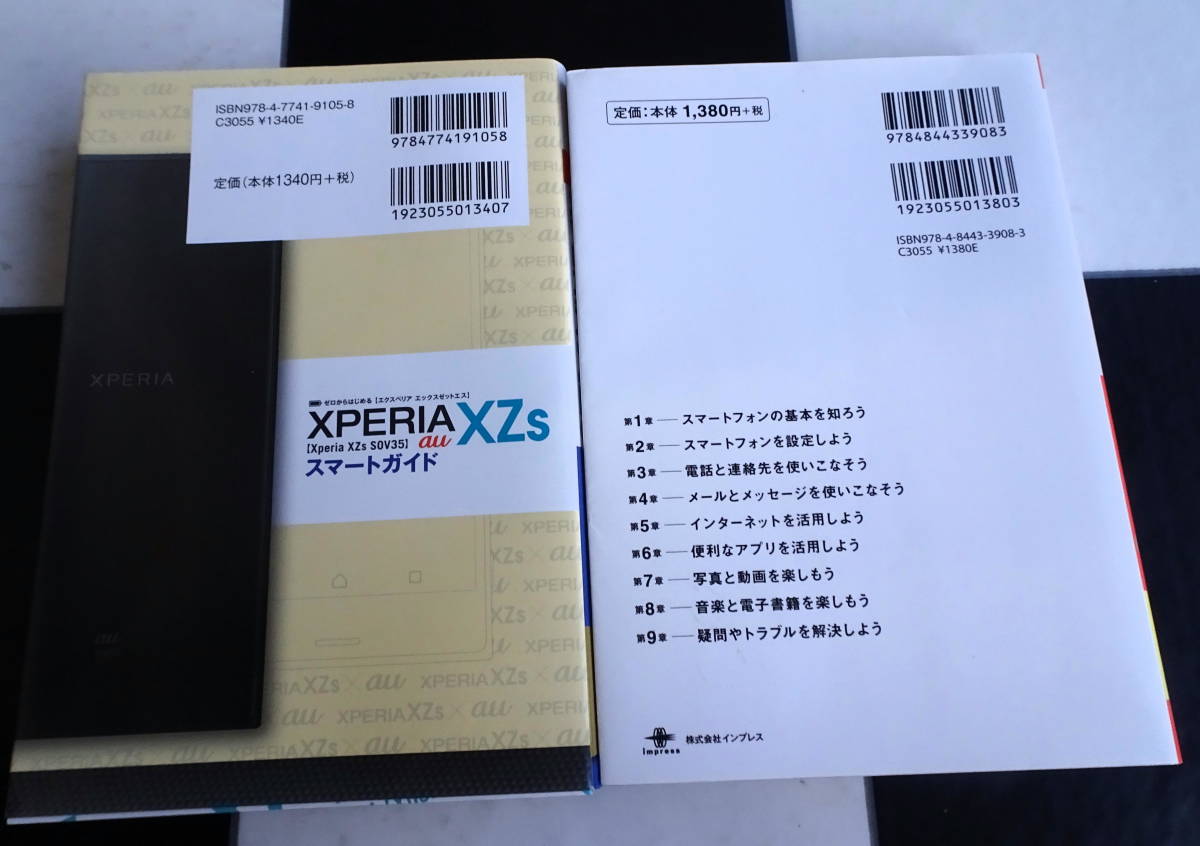 ISBN978-4-7741-9105-8
C3055 ¥1340E
9784774191058
定価(本体1340円+税)
1923055013407
XPERIA
ゼロからはじめる【エクスペリア エックスゼットエス】
XPERIA XZs
【Xperia XZs SOV35】 au
スマートガイド
au
XPERIA XZs × au XPERIA XZs × au
XPERIA XZs × au XPERIA
定価:本体 1,380円+税
9784844339083
1923055013803
ISBN978-4-8443-3908-3
C3055 ¥1380E
第1章──スマートフォンの基本を知ろう
第2章──スマートフォンを設定しよう
第3章──電話と連絡先を使いこなそう
第4章──メールとメッセージを使いこなそう
第5章──インターネットを活用しよう
第6章──便利なアプリを活用しよう
第7章──写真と動画を楽しもう
第8章──音楽と電子書籍を楽しもう
第9章──疑問やトラブルを解決しよう
Impress 株式会社インプレス